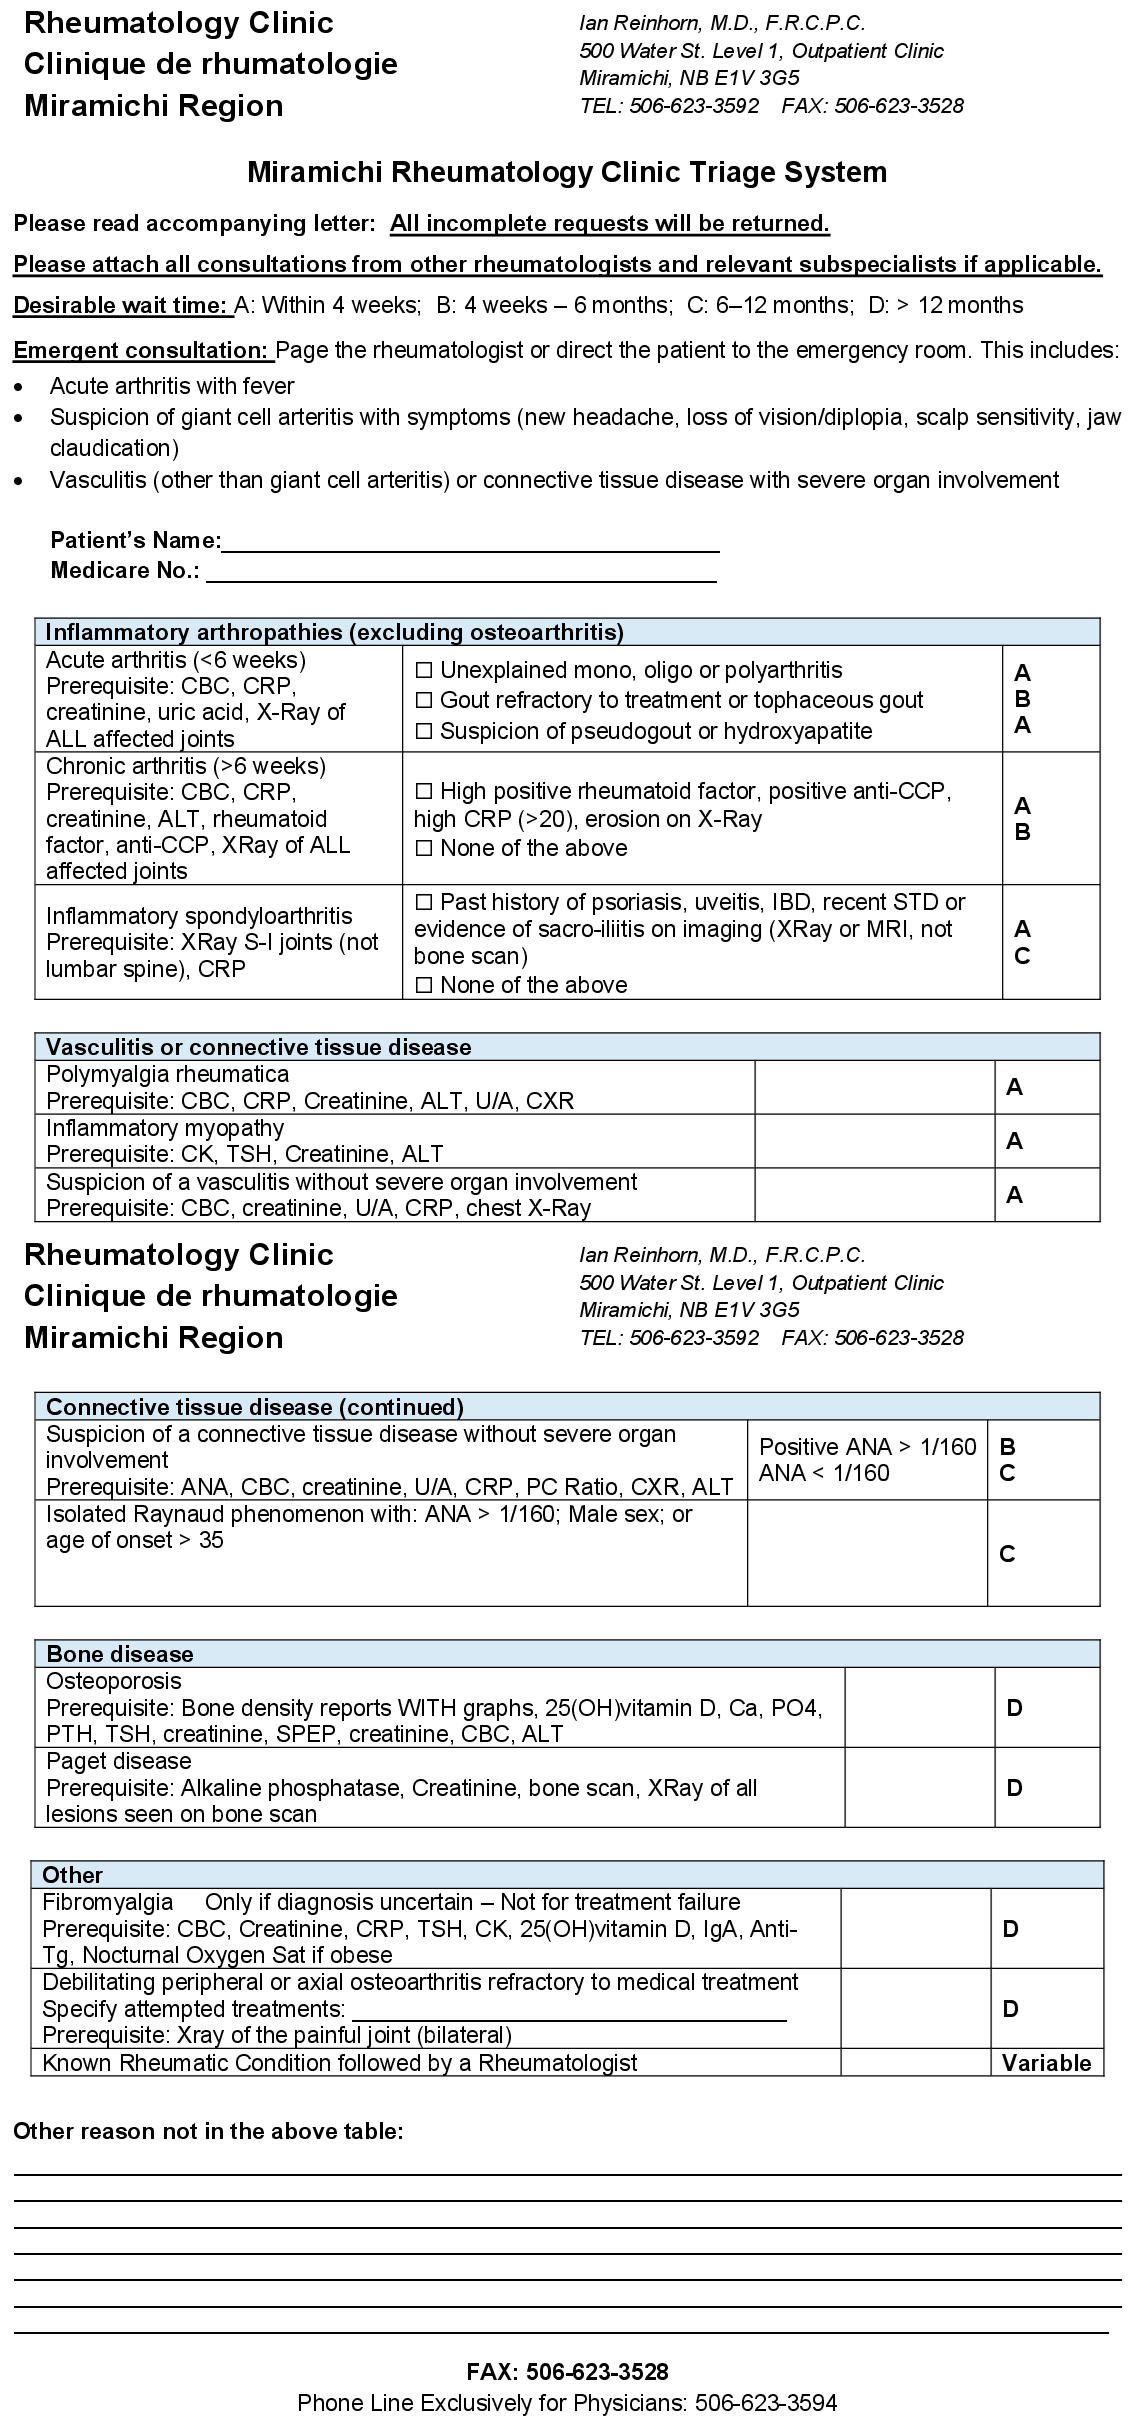 Rheumatology Clinic
Clinique de rhumatologie
Miramichi Region
Ian Reinhorn, M.D., F.R.C.P.C.
500 Water St. Level 1, Outpatient Clinic
Miramichi, NB E1V 3G5
TEL: 506-623-3592 FAX: 506-623-3528
Miramichi Rheumatology Clinic Triage System
Please read accompanying letter: All incomplete requests will be returned.
Please attach all consultations from other rheumatologists and relevant subspecialists if applicable.
Desirable wait time: A: Within 4 weeks; B: 4 weeks – 6 months; C: 6–12 months; D: > 12 months
Emergent consultation: Page the rheumatologist or direct the patient to the emergency room. This includes:
• Acute arthritis with fever
• Suspicion of giant cell arteritis with symptoms (new headache, loss of vision/diplopia, scalp sensitivity, jaw
claudication)
• Vasculitis (other than giant cell arteritis) or connective tissue disease with severe organ involvement
Patient’s Name:
Medicare No.:
Inflammatory arthropathies (excluding osteoarthritis)
Acute arthritis (<6 weeks)
Prerequisite: CBC, CRP,
creatinine, uric acid, X-Ray of
ALL affected joints
☐ Unexplained mono, oligo or polyarthritis
☐ Gout refractory to treatment or tophaceous gout
☐ Suspicion of pseudogout or hydroxyapatite
A
B
A
Chronic arthritis (>6 weeks)
Prerequisite: CBC, CRP,
creatinine, ALT, rheumatoid
factor, anti-CCP, XRay of ALL
affected joints
☐ High positive rheumatoid factor, positive anti-CCP,
high CRP (>20), erosion on X-Ray
☐ None of the above
A
B
Inflammatory spondyloarthritis
Prerequisite: XRay S-I joints (not
lumbar spine), CRP
☐ Past history of psoriasis, uveitis, IBD, recent STD or
evidence of sacro-iliitis on imaging (XRay or MRI, not
bone scan)
☐ None of the above
A
C
Vasculitis or connective tissue disease
Polymyalgia rheumatica
Prerequisite: CBC, CRP, Creatinine, ALT, U/A, CXR
A
Inflammatory myopathy
Prerequisite: CK, TSH, Creatinine, ALT
A
Suspicion of a vasculitis without severe organ involvement
Prerequisite: CBC, creatinine, U/A, CRP, chest X-Ray
A
Rheumatology Clinic
Clinique de rhumatologie
Miramichi Region
Ian Reinhorn, M.D., F.R.C.P.C.
500 Water St. Level 1, Outpatient Clinic
Miramichi, NB E1V 3G5
TEL: 506-623-3592 FAX: 506-623-3528
Connective tissue disease (continued)
Suspicion of a connective tissue disease without severe organ
involvement
Prerequisite: ANA, CBC, creatinine, U/A, CRP, PC Ratio, CXR, ALT
Positive ANA > 1/160
ANA < 1/160
B
C
Isolated Raynaud phenomenon with: ANA > 1/160; Male sex; or
age of onset > 35
C
Bone disease
Osteoporosis
Prerequisite: Bone density reports WITH graphs, 25(OH)vitamin D, Ca, PO4,
PTH, TSH, creatinine, SPEP, creatinine, CBC, ALT
D
Paget disease
Prerequisite: Alkaline phosphatase, Creatinine, bone scan, XRay of all
lesions seen on bone scan
D
Other
Fibromyalgia Only if diagnosis uncertain – Not for treatment failure
Prerequisite: CBC, Creatinine, CRP, TSH, CK, 25(OH)vitamin D, IgA, Anti-
Tg, Nocturnal Oxygen Sat if obese
D
Debilitating peripheral or axial osteoarthritis refractory to medical treatment
Specify attempted treatments:
Prerequisite: Xray of the painful joint (bilateral)
D
Known Rheumatic Condition followed by a Rheumatologist
Variable
Other reason not in the above table:
FAX: 506-623-3528
Phone Line Exclusively for Physicians: 506-623-3594